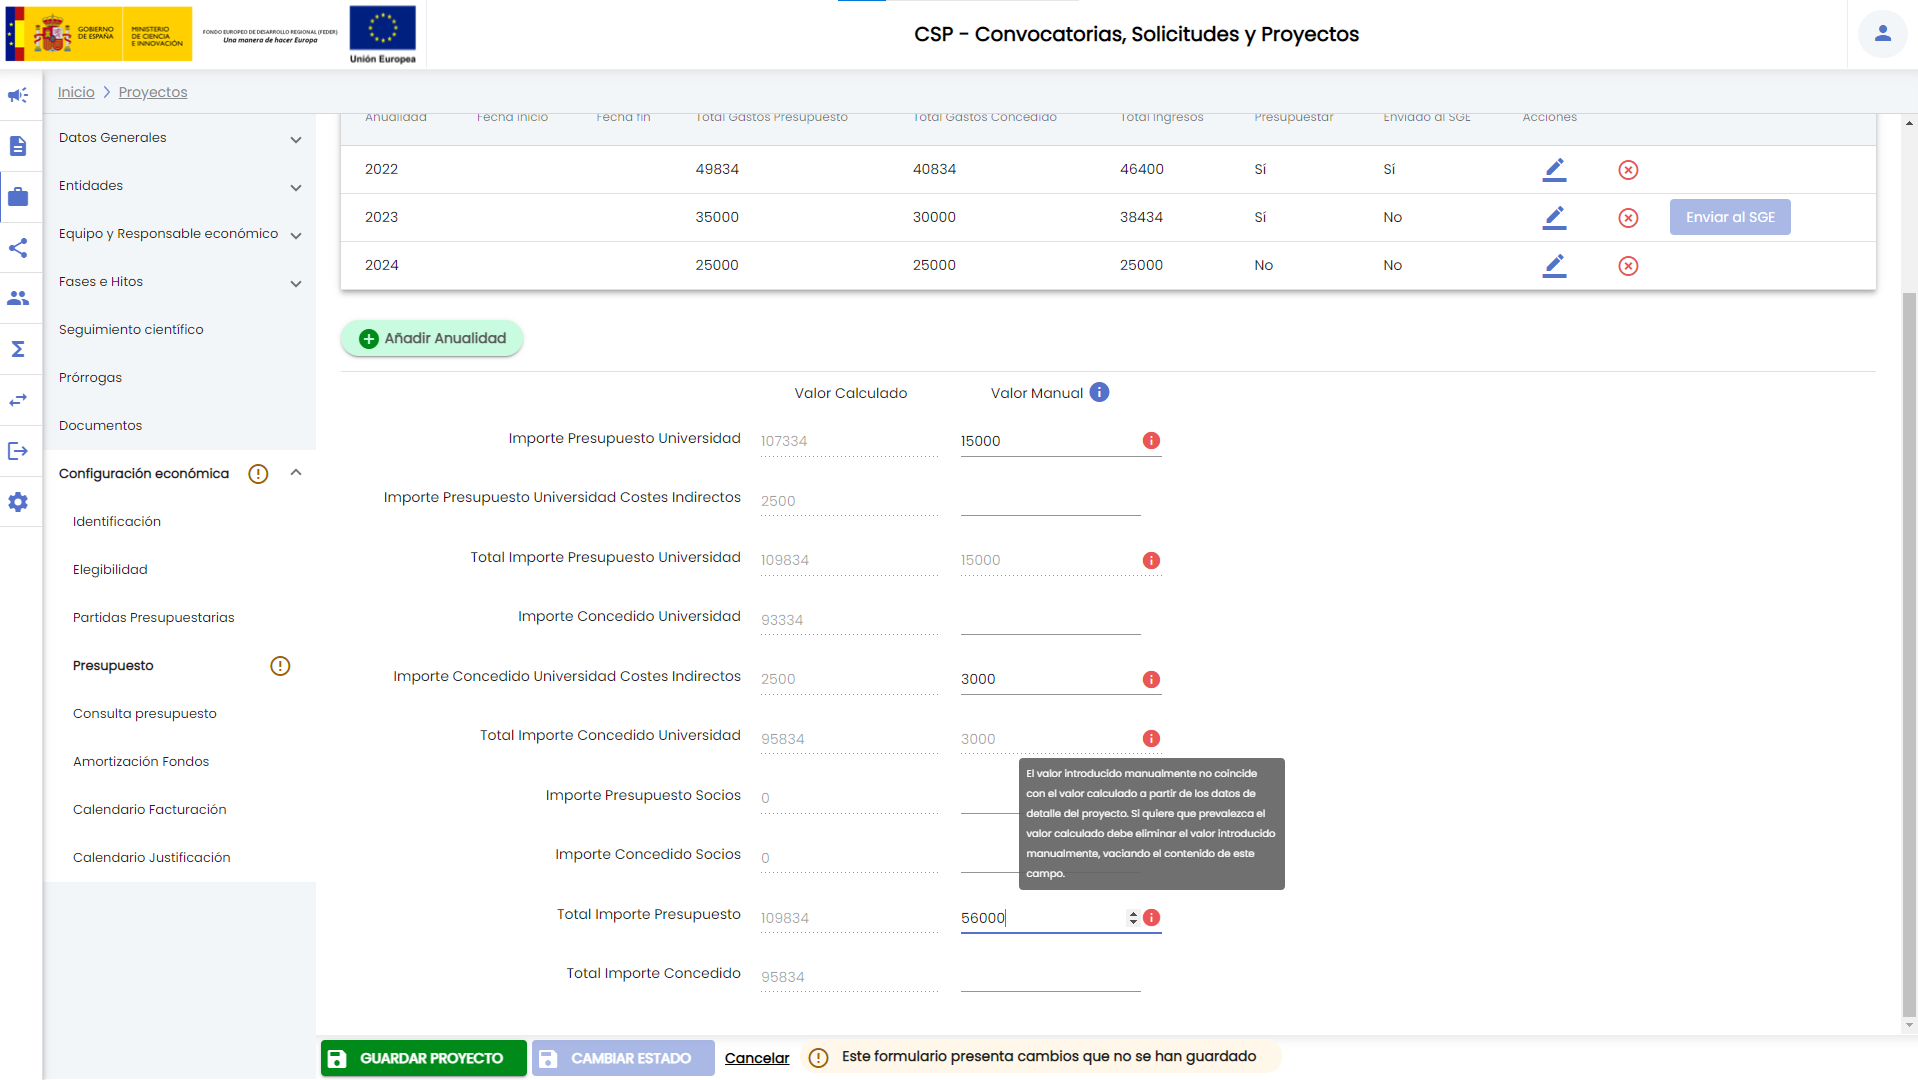 GOBIERNO
DE ESPAÑA
MINISTERIO
DE CIENCIA
E INNOVACIÓN
FONDO EUROPEO DE DESARROLLO REGIONAL (FEDER)
Una manera de hacer Europa
Unión Europea
CSP - Convocatorias, Solicitudes y Proyectos
Inicio > Proyectos
Datos Generales
Entidades
Equipo y Responsable económico
Fases e Hitos
Seguimiento científico
Prórrogas
Documentos
Configuración económica
Identificación
Elegibilidad
Partidas Presupuestarias
Presupuesto
Consulta presupuesto
Amortización Fondos
Calendario Facturación
Calendario Justificación
Anualidad Fecha inicio Fecha fin Total Gastos Presupuesto Total Gastos Concedido Total Ingresos Presupuestar Enviado al SGE Acciones
2022 49834 40834 46400 Sí Sí
2023 35000 30000 38434 Sí No Enviar al SGE
2024 25000 25000 25000 No No
Añadir Anualidad
Valor Calculado Valor Manual
Importe Presupuesto Universidad 107334 15000
Importe Presupuesto Universidad Costes Indirectos 2500
Total Importe Presupuesto Universidad 109834 15000
Importe Concedido Universidad 93334
Importe Concedido Universidad Costes Indirectos 2500 3000
Total Importe Concedido Universidad 95834 3000
El valor introducido manualmente no coincide
con el valor calculado a partir de los datos de
detalle del proyecto. Si quiere que prevalezca el
valor calculado debe eliminar el valor introducido
manualmente, vaciando el contenido de este
campo.
Importe Presupuesto Socios 0
Importe Concedido Socios 0
Total Importe Presupuesto 109834 56000
Total Importe Concedido 95834
GUARDAR PROYECTO CAMBIAR ESTADO Cancelar Este formulario presenta cambios que no se han guardado